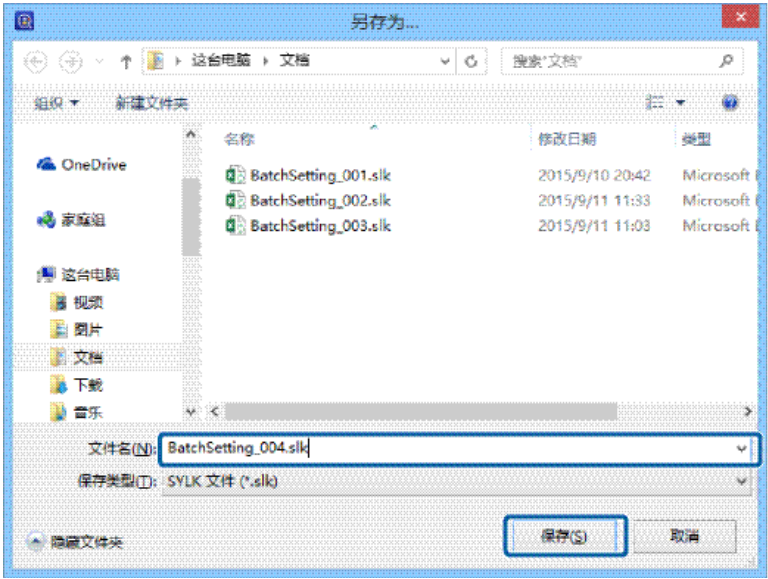 另存为...
这台电脑 文档 搜索"文档"
组织 新建文件夹
名称 修改日期 类型
OneDrive
BatchSetting_001.slk 2015/9/10 20:42 Microsoft
BatchSetting_002.slk 2015/9/11 11:33 Microsoft
家庭组
BatchSetting_003.slk 2015/9/11 11:03 Microsoft
这台电脑
视频
图片
文档
下载
音乐
文件名(N): BatchSetting_004.slk
保存类型(T): SYLK 文件 (*.slk)
隐藏文件夹 保存(S) 取消